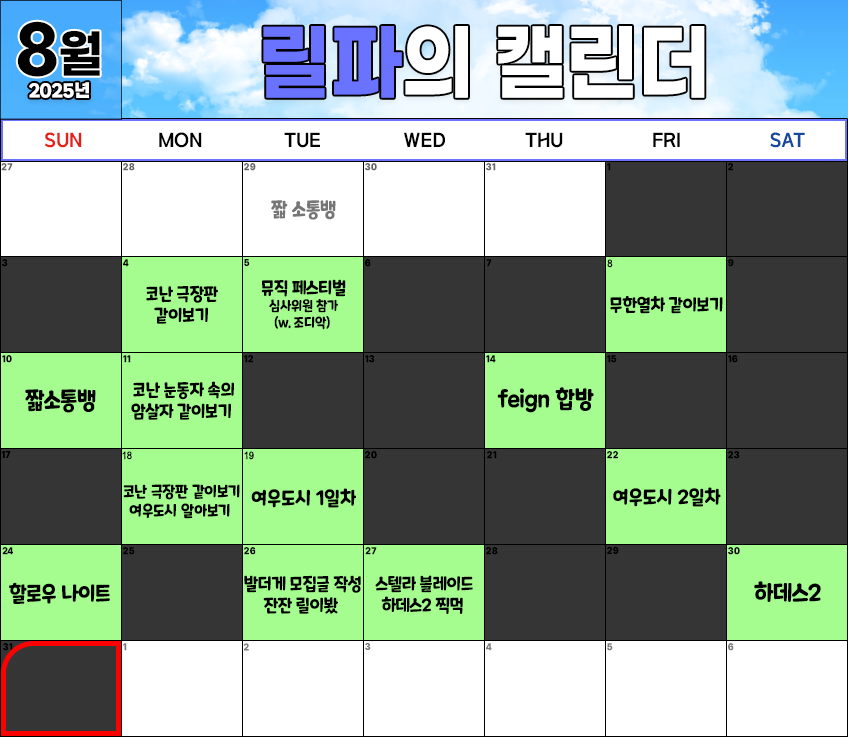 8월
2025년
릴파의 캘린더
SUN MON TUE WED THU FRI SAT
27 28 29 30 31 1 2
짧 소통뱅
3 4 5 6 7 8 9
코난 극장판
같이보기
뮤직 페스티벌
심사위원 참가
(w. 조디악)
무한열차 같이보기
10 11 12 13 14 15 16
짧소통뱅
코난 눈동자 속의
암살자 같이보기
feign 합방
17 18 19 20 21 22 23
코난 극장판 같이보기
여우도시 알아보기
여우도시 1일차
여우도시 2일차
24 25 26 27 28 29 30
할로우 나이트
발더게 모집글 작성
잔잔 릴이봤
스텔라 블레이드
하데스2 찍먹
하데스2
31 1 2 3 4 5 6